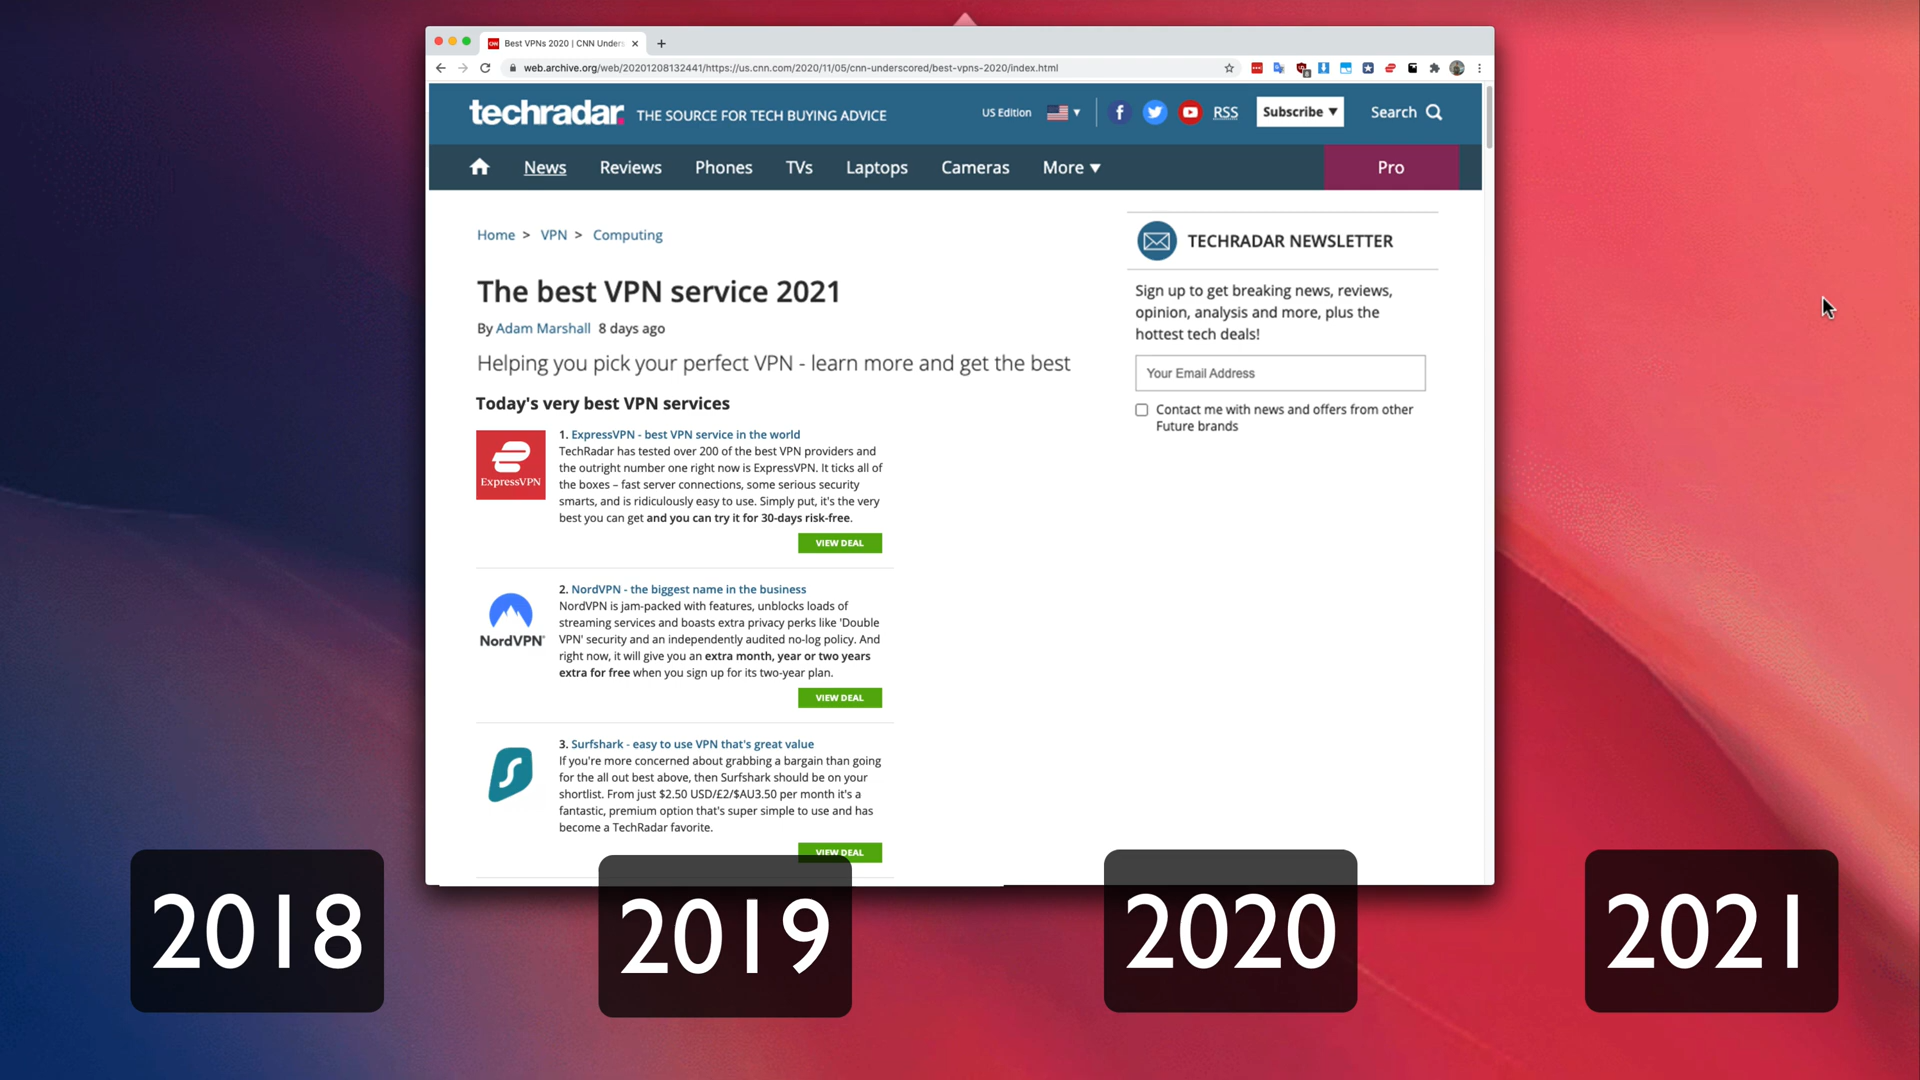 Best VPNs 2020 | CNN Unders
web.archive.org/web/20201208132441/https://us.cnn.com/2020/11/05/cnn-underscored/best-vpns-2020/index.html
techradar. THE SOURCE FOR TECH BUYING ADVICE
US Edition
RSS
Subscribe ▼
Search
News Reviews Phones TVs Laptops Cameras More ▼
Pro
Home > VPN > Computing
The best VPN service 2021
By Adam Marshall 8 days ago
Helping you pick your perfect VPN - learn more and get the best
Today's very best VPN services
ExpressVPN
1. ExpressVPN - best VPN service in the world
TechRadar has tested over 200 of the best VPN providers and
the outright number one right now is ExpressVPN. It ticks all of
the boxes – fast server connections, some serious security
smarts, and is ridiculously easy to use. Simply put, it's the very
best you can get and you can try it for 30-days risk-free.
VIEW DEAL
NordVPN®
2. NordVPN - the biggest name in the business
NordVPN is jam-packed with features, unblocks loads of
streaming services and boasts extra privacy perks like 'Double
VPN' security and an independently audited no-log policy. And
right now, it will give you an extra month, year or two years
extra for free when you sign up for its two-year plan.
VIEW DEAL
3. Surfshark - easy to use VPN that's great value
If you're more concerned about grabbing a bargain than going
for the all out best above, then Surfshark should be on your
shortlist. From just $2.50 USD/£2/$AU3.50 per month it's a
fantastic, premium option that's super simple to use and has
become a TechRadar favorite.
VIEW DEAL
TECHRADAR NEWSLETTER
Sign up to get breaking news, reviews,
opinion, analysis and more, plus the
hottest tech deals!
Your Email Address
Contact me with news and offers from other
Future brands
2018
2019
2020
2021